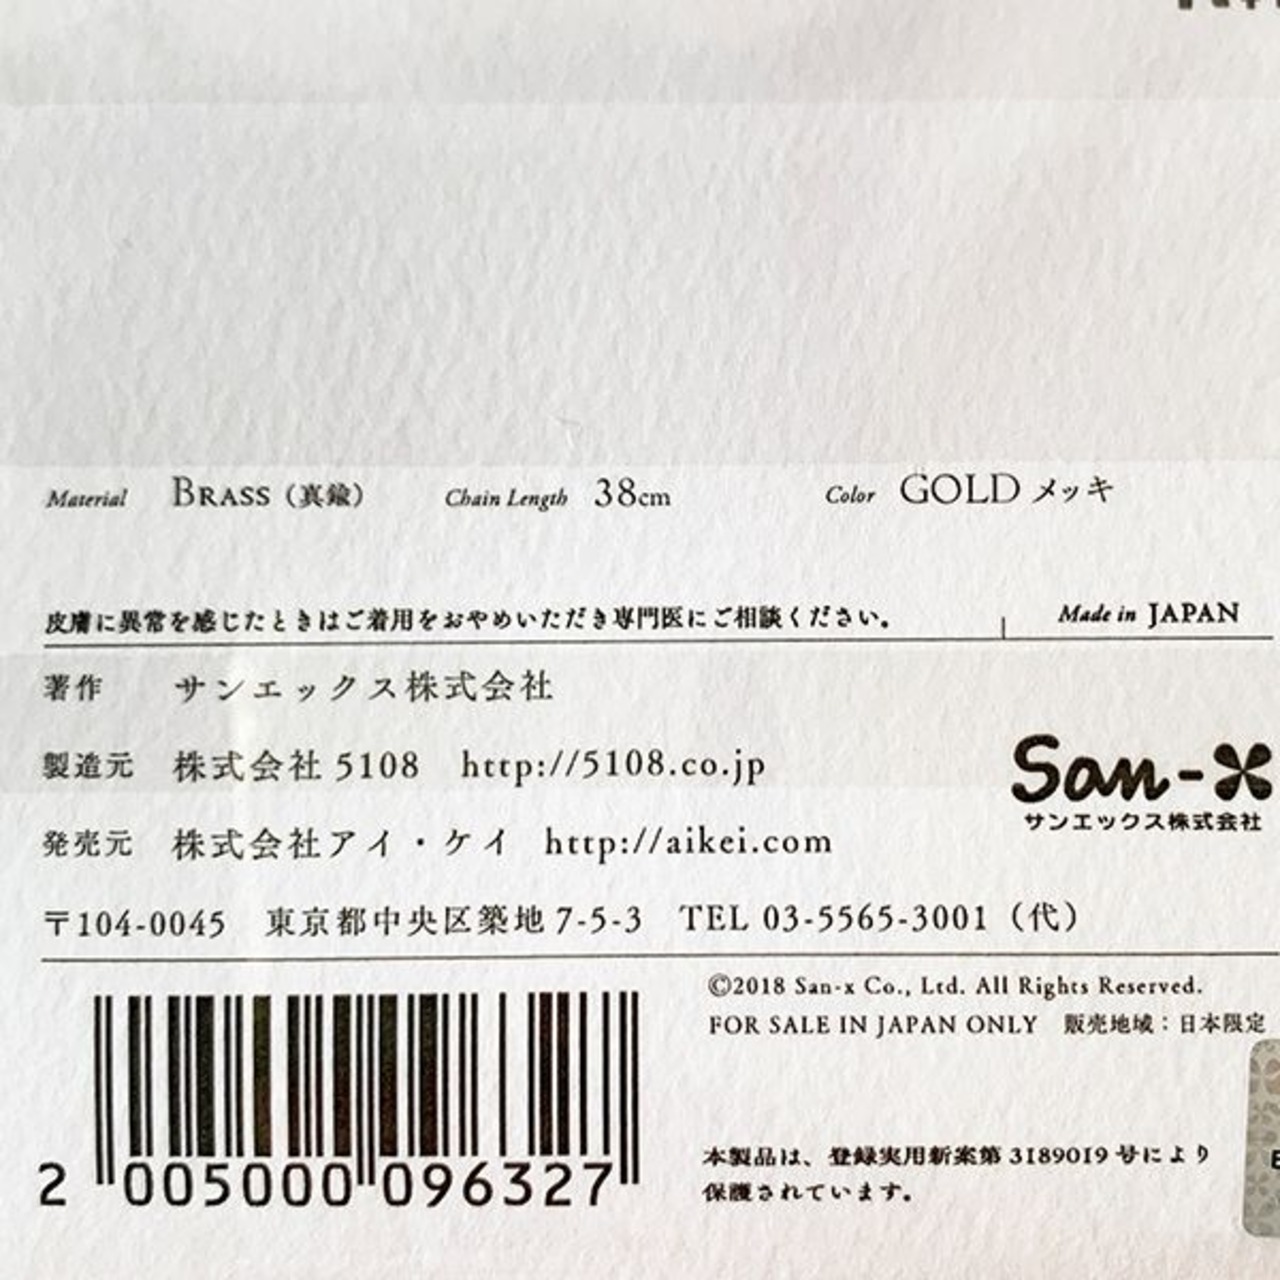 Material BRASS（真鍮） Chain Length 38cm Color GOLD メッキ
皮膚に異常を感じたときはご着用をおやめいただき専門医にご相談ください。 Made in JAPAN
著作 サンエックス株式会社
製造元 株式会社 5108 http://5108.co.jp
San-X
サンエックス株式会社
発売元 株式会社アイ・ケイ http://aikei.com
〒104-0045 東京都中央区築地 7-5-3 TEL 03-5565-3001（代）
©2018 San-x Co., Ltd. All Rights Reserved.
FOR SALE IN JAPAN ONLY 販売地域：日本限定
本製品は、登録実用新案第 3189019 号により
保護されています。
2 005000 096327